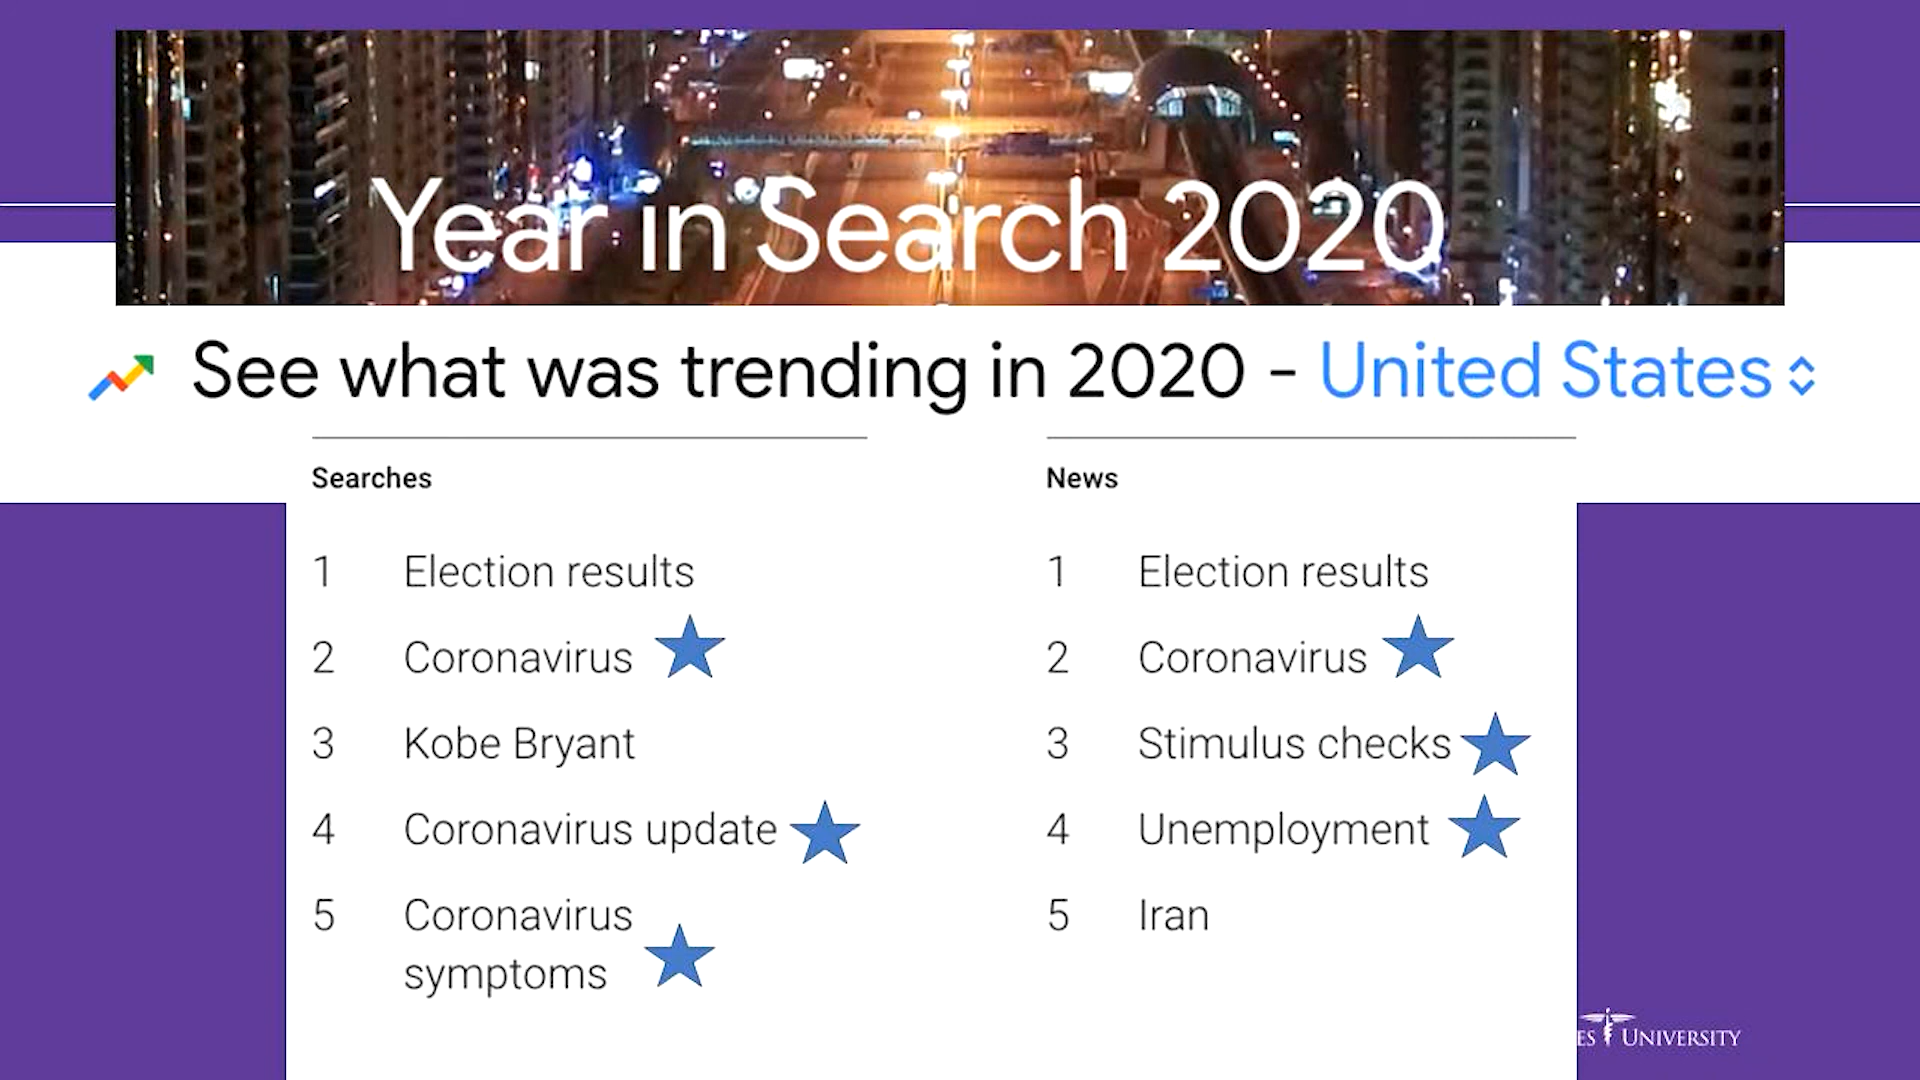 Year in Search 2020
See what was trending in 2020 - United States
Searches
1 Election results
2 Coronavirus
3 Kobe Bryant
4 Coronavirus update
5 Coronavirus
symptoms
News
1 Election results
2 Coronavirus
3 Stimulus checks
4 Unemployment
5 Iran
ES UNIVERSITY